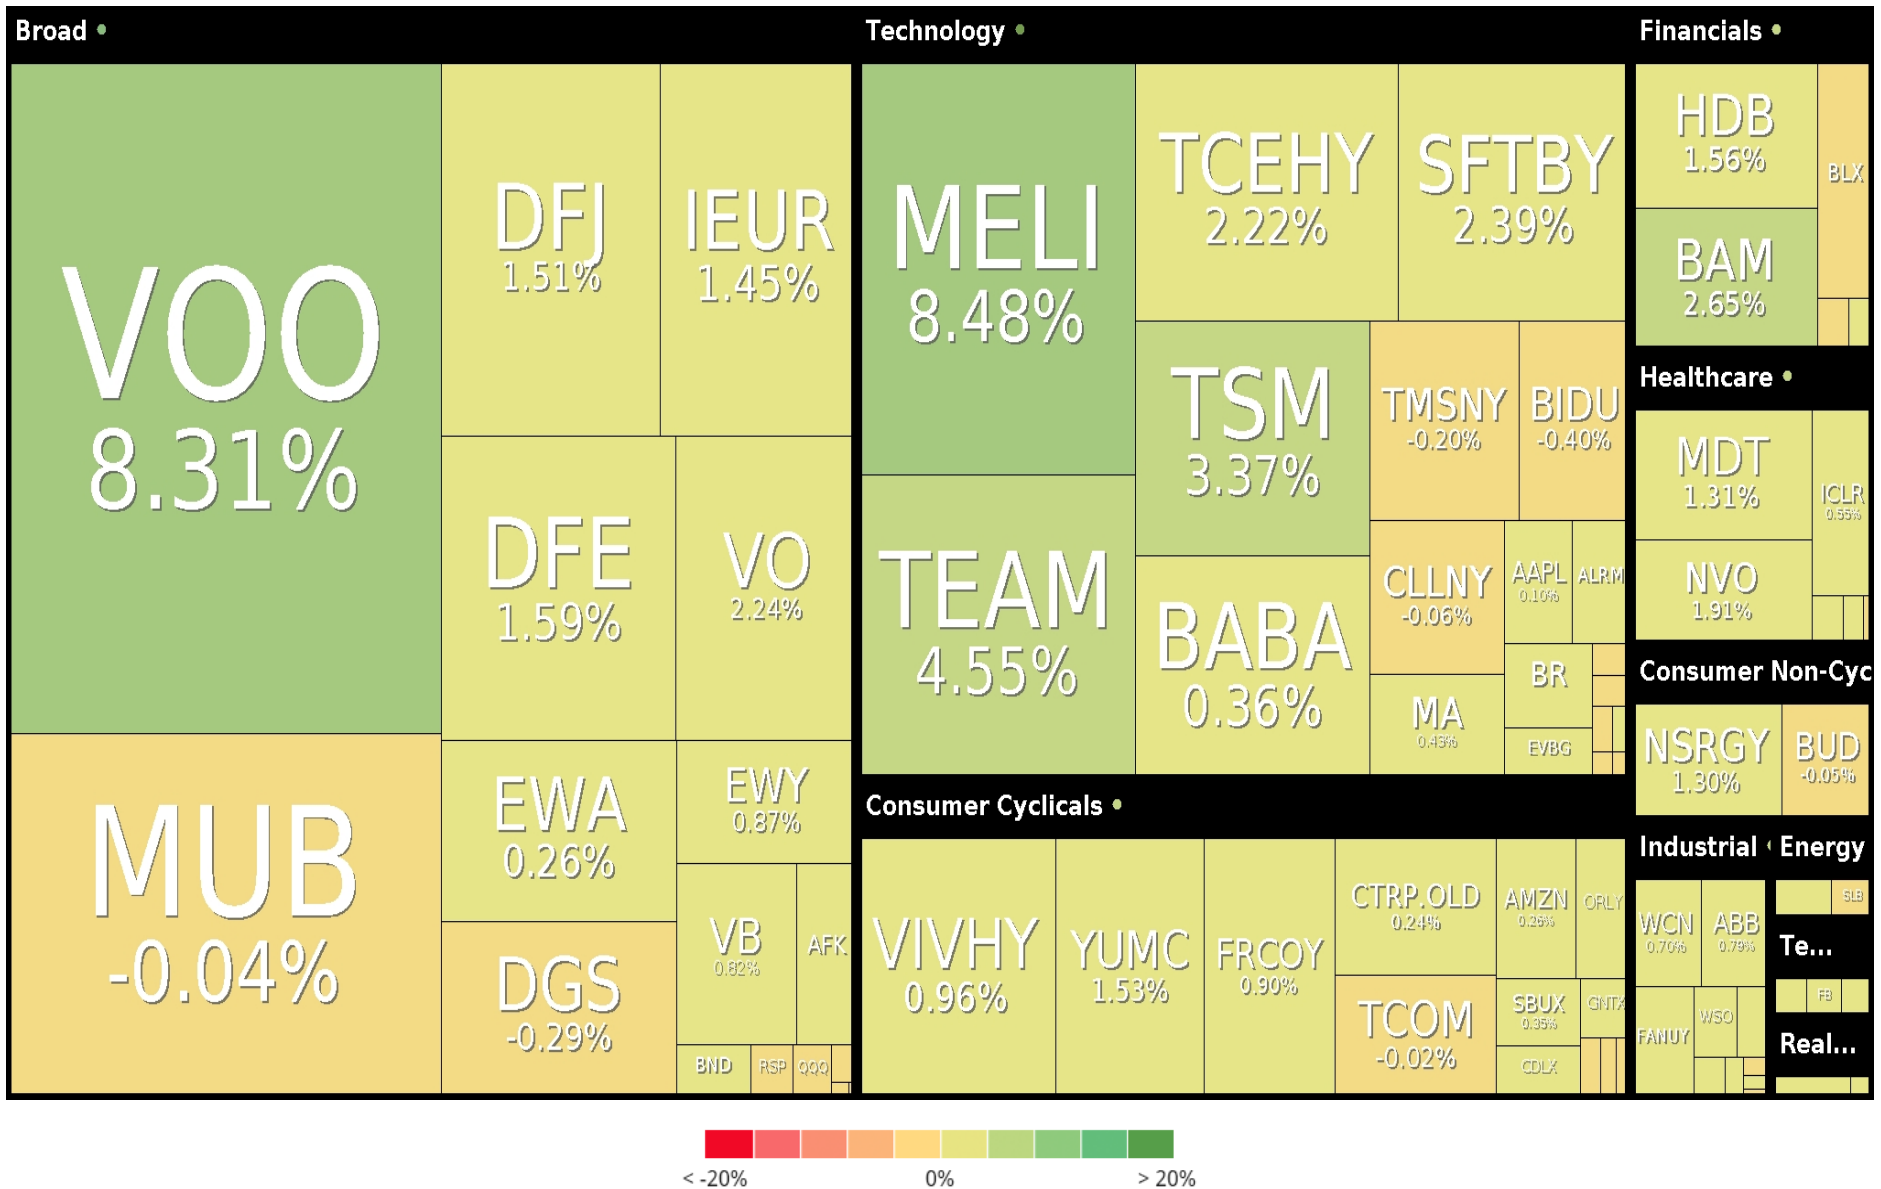 Broad
VOO
8.31%
MUB
-0.04%
DFJ
1.51%
IEUR
1.45%
DFE
1.59%
VO
2.24%
EWA
0.26%
EWY
0.87%
DGS
-0.29%
VB
0.82%
AFK
BND
RSP
QQQ
Technology
MELI
8.48%
TEAM
4.55%
TCEHY
2.22%
SFTBY
2.39%
TSM
3.37%
TMSNY
-0.20%
BIDU
-0.40%
BABA
0.36%
CLLNY
-0.06%
AAPL
0.10%
ALRM
MA
0.43%
BR
EVBG
Consumer Cyclicals
VIVHY
0.96%
YUMC
1.53%
FRCOY
0.90%
CTRP.OLD
0.24%
TCOM
-0.02%
AMZN
0.26%
ORLY
SBUX
0.35%
GNTX
CDLX
Financials
HDB
1.56%
BAM
2.65%
BLX
Healthcare
MDT
1.31%
NVO
1.91%
ICLR
0.55%
Consumer Non-Cyc
NSRGY
1.30%
BUD
-0.05%
Industrial
WCN
0.70%
ABB
0.79%
FANUY
WSO
Energy
SLB
Te...
FB
Real...
< -20%
0%
> 20%